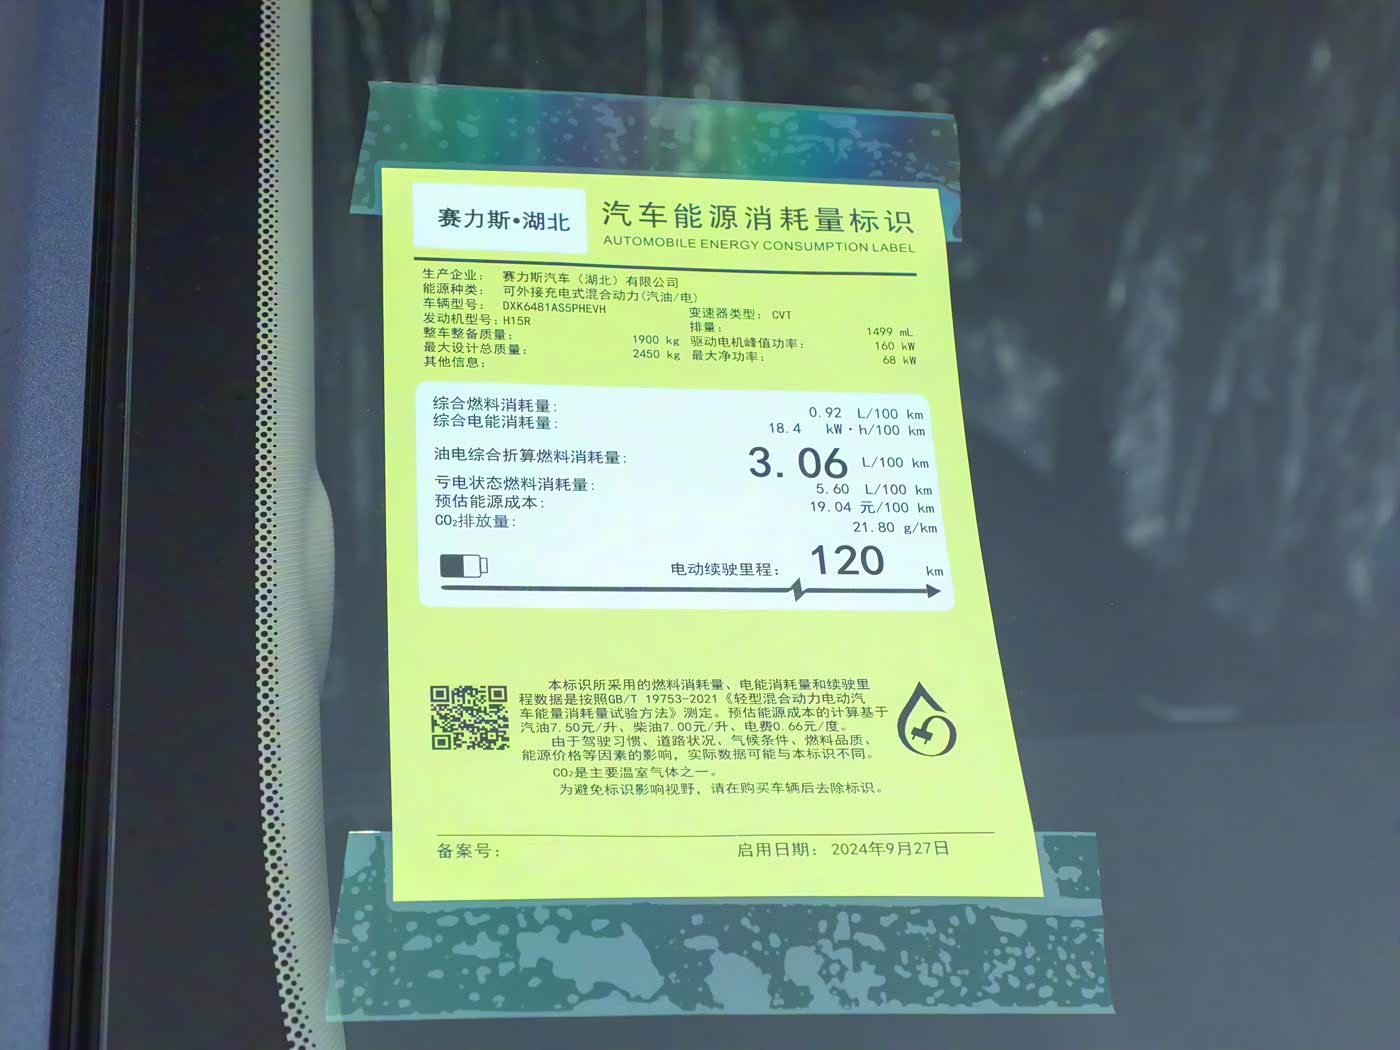 赛力斯•湖北
汽车能源消耗量标识
AUTOMOBILE ENERGY CONSUMPTION LABEL
生产企业： 赛力斯汽车（湖北）有限公司
能源种类： 可外接充电式混合动力(汽油/电)
车辆型号： DXK6481AS5PHEVH 变速器类型： CVT
发动机型号：H15R 排量： 1499 mL
整车整备质量： 1900 kg 驱动电机峰值功率： 160 kW
最大设计总质量： 2450 kg 最大净功率： 68 kW
其他信息：
综合燃料消耗量： 0.92 L/100 km
综合电能消耗量： 18.4 kW·h/100 km
油电综合折算燃料消耗量： 3.06 L/100 km
亏电状态燃料消耗量： 5.60 L/100 km
预估能源成本： 19.04 元/100 km
CO₂排放量： 21.80 g/km
电动续驶里程： 120 km
本标识所采用的燃料消耗量、电能消耗量和续驶里
程数据是按照GB/T 19753-2021《轻型混合动力电动汽
车能量消耗量试验方法》测定。预估能源成本的计算基于
汽油7.50元/升、柴油7.00元/升、电费0.66元/度。
由于驾驶习惯、道路状况、气候条件、燃料品质、
能源价格等因素的影响，实际数据可能与本标识不同。
CO₂是主要温室气体之一。
为避免标识影响视野，请在购买车辆后去除标识。
备案号： 启用日期： 2024年9月27日